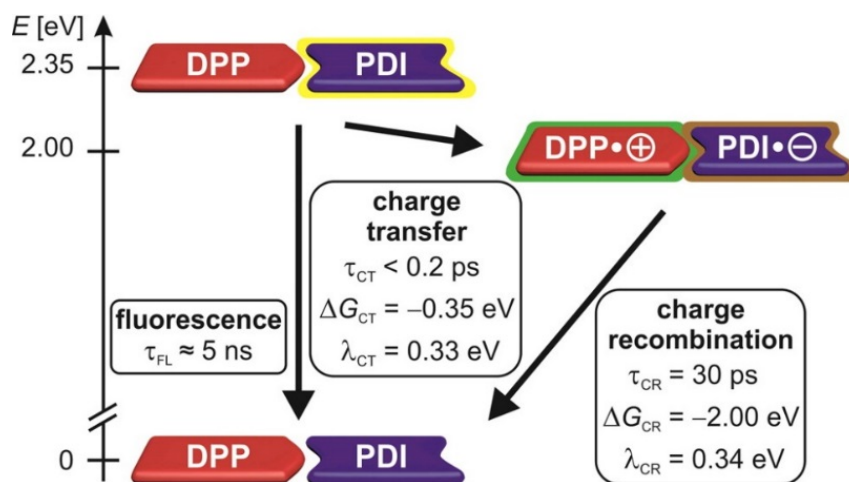 E [eV]
2.35
DPP PDI
2.00
DPP•⊕ PDI•⊖
charge
transfer
τCT < 0.2 ps
ΔGCT = −0.35 eV
λCT = 0.33 eV
fluorescence
τFL ≈ 5 ns
charge
recombination
τCR = 30 ps
ΔGCR = −2.00 eV
λCR = 0.34 eV
0
DPP PDI